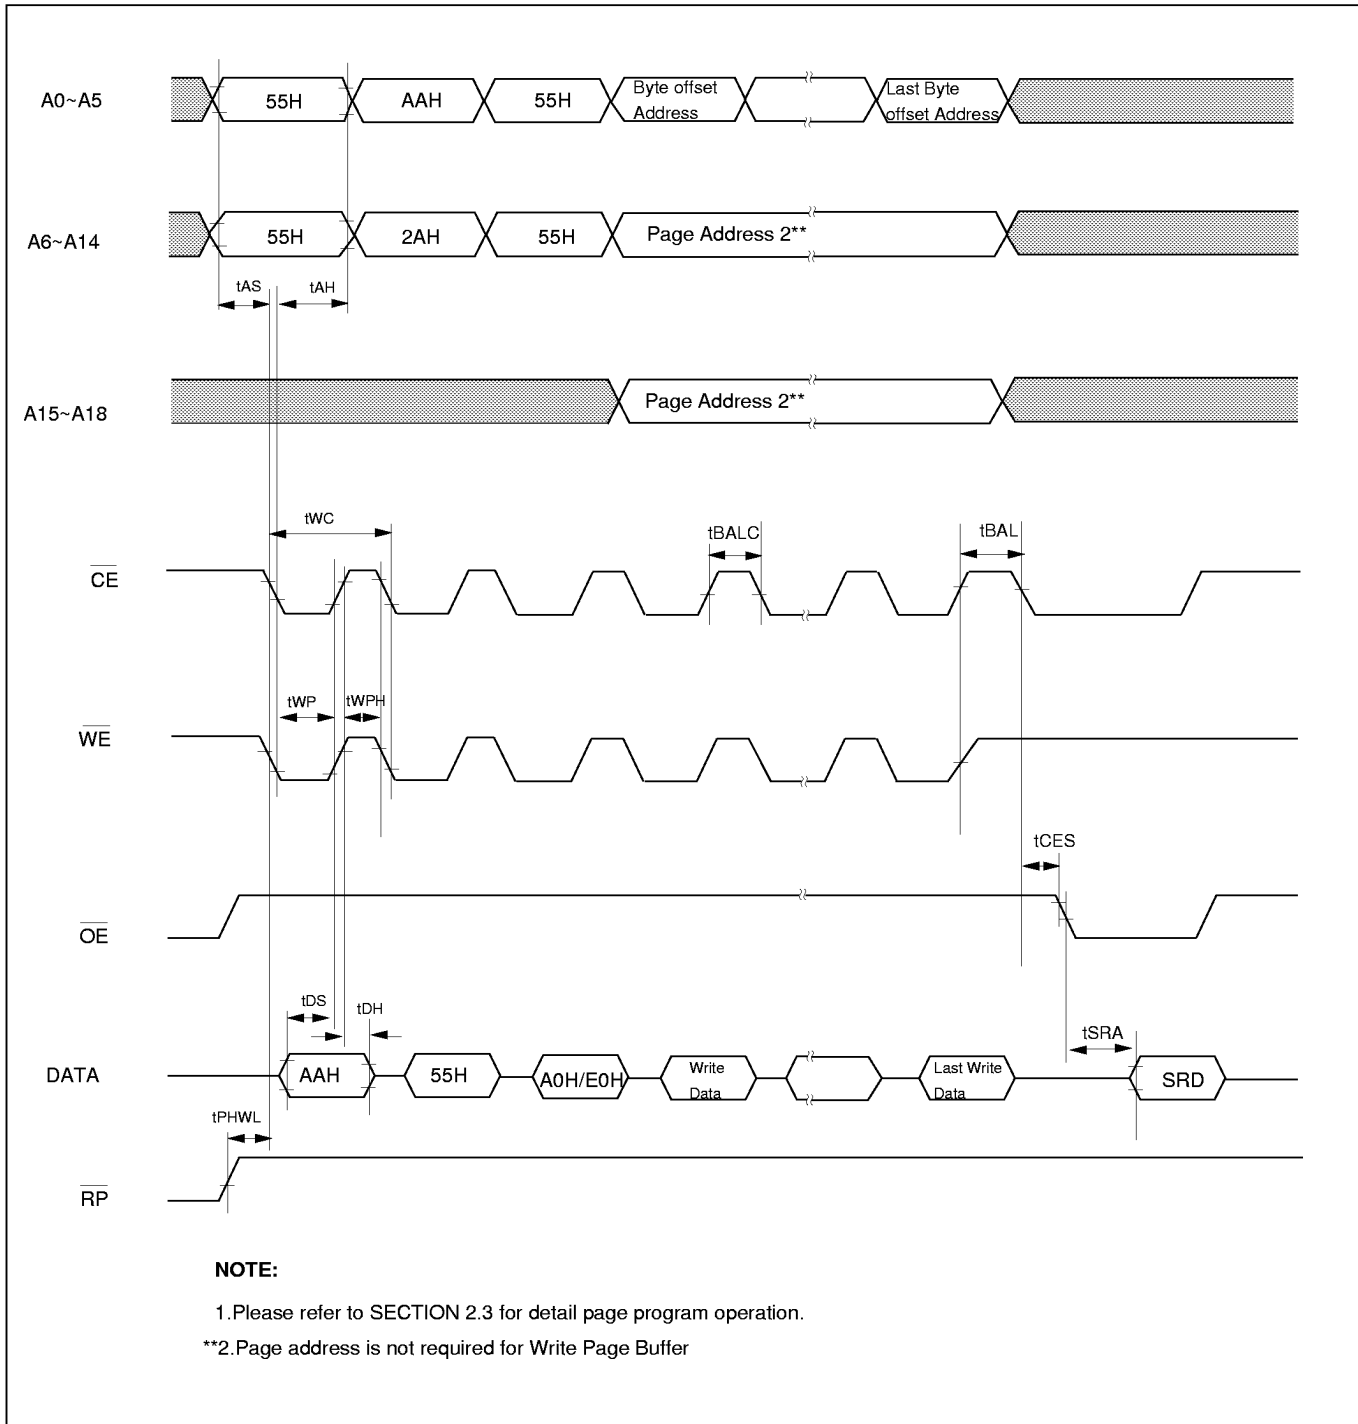 A0~A5
55H
AAH
55H
Byte offset
Address
Last Byte
offset Address
A6~A14
55H
2AH
55H
Page Address 2**
tAS
tAH
A15~A18
Page Address 2**
tWC
tBALC
tBAL
CE
tWP
tWPH
WE
tCES
OE
tDS
tDH
tSRA
DATA
AAH
55H
A0H/E0H
Write
Data
Last Write
Data
SRD
tPHWL
RP
NOTE:
1.Please refer to SECTION 2.3 for detail page program operation.
**2.Page address is not required for Write Page Buffer